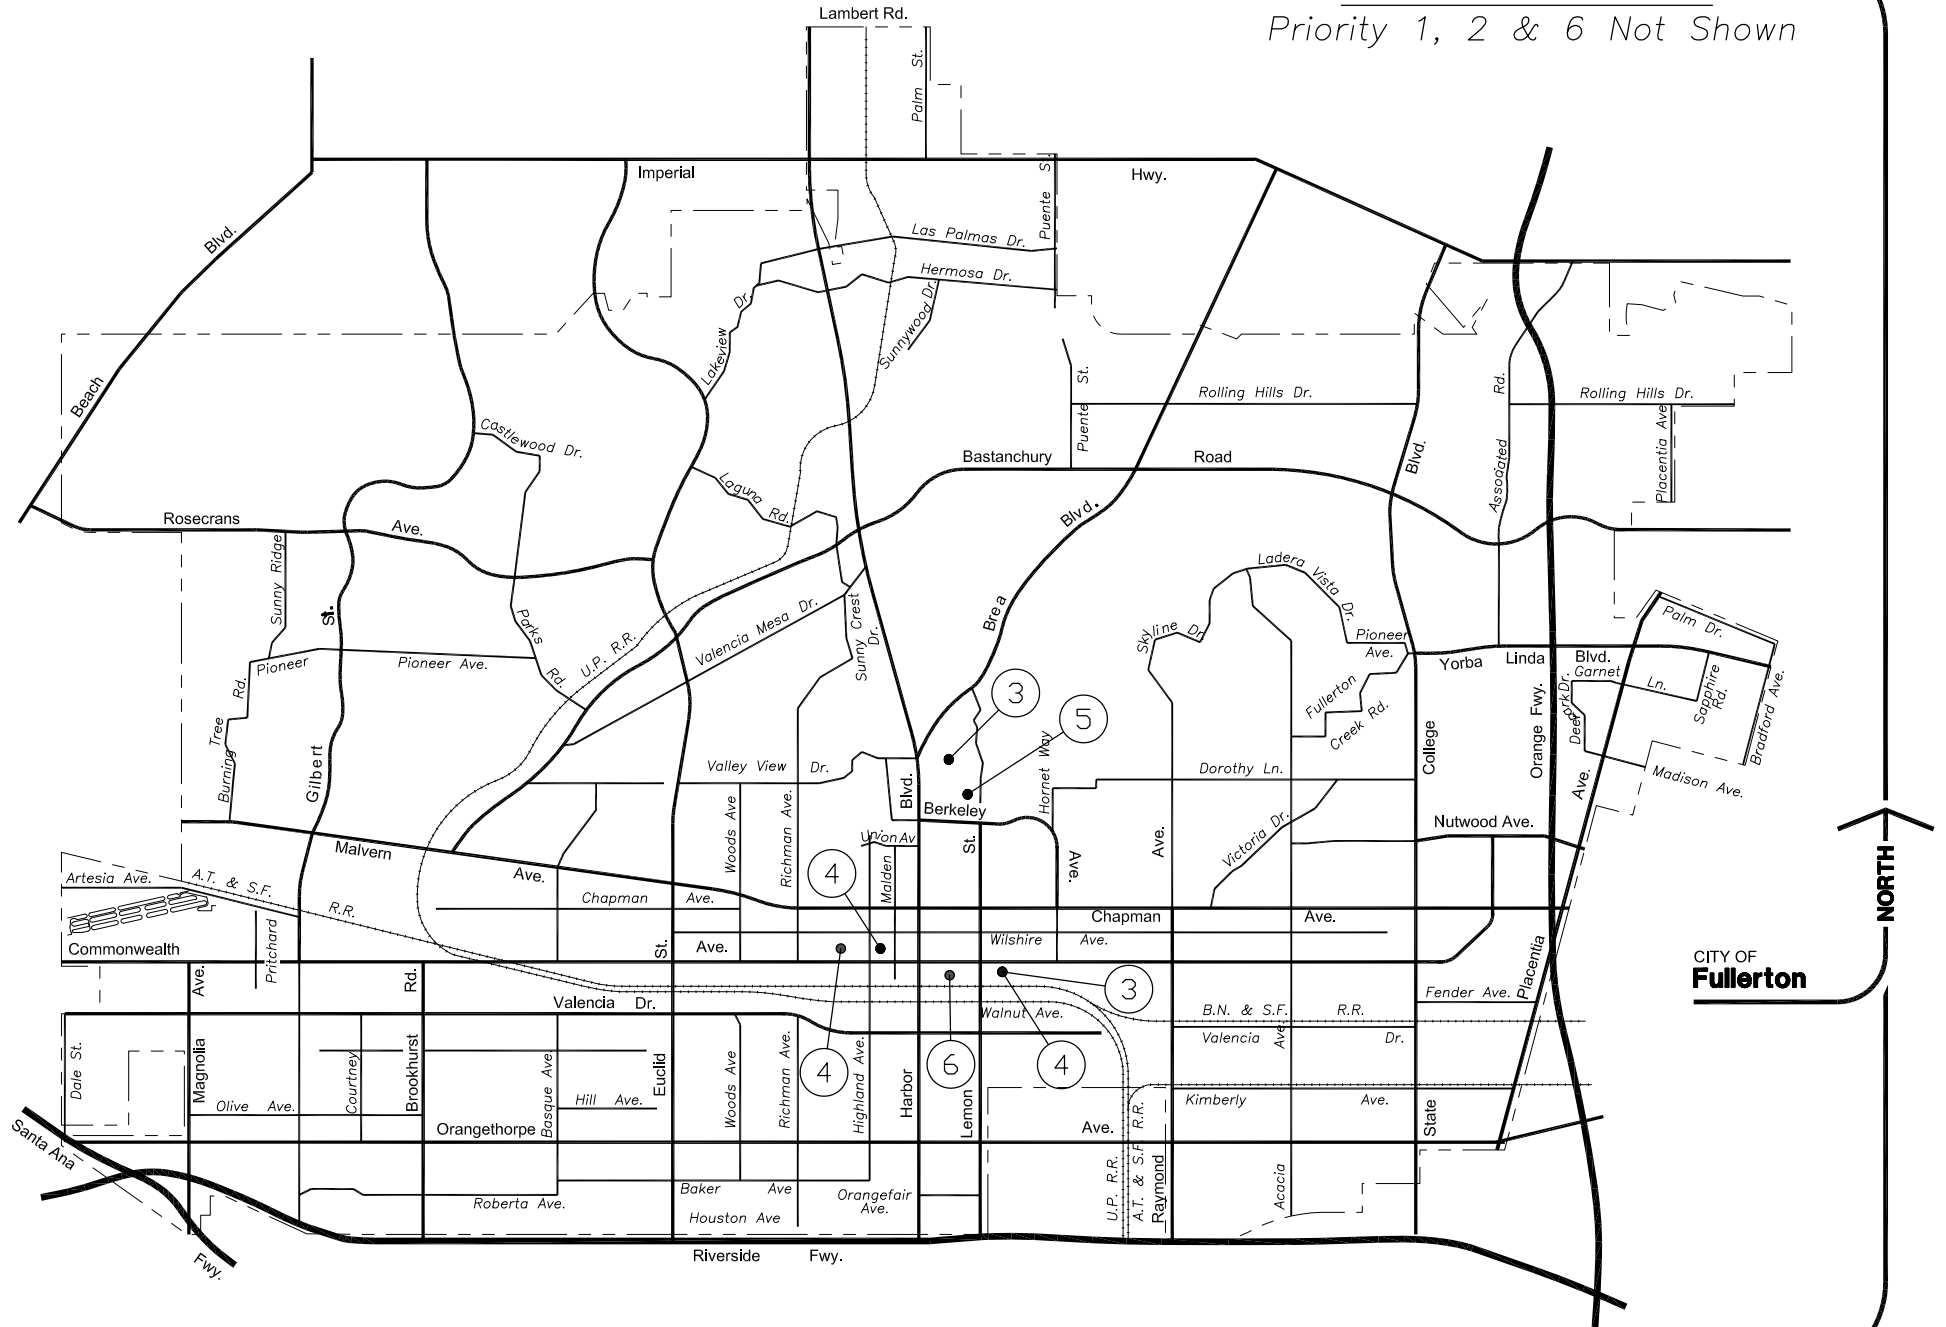 Lambert Rd.
Priority 1, 2 & 6 Not Shown
Palm St.
Imperial
Hwy.
Puente St.
Blvd.
Las Palmas Dr.
Hermosa Dr.
Sunnywood Dr.
Lakeview Dr.
Beach
Puente St.
Rolling Hills Dr.
Rolling Hills Dr.
Associated Rd.
Placentia Ave
Castlewood Dr.
Bastanchury
Road
Blvd.
Laguna Rd.
Rosecrans
Ave.
Blvd.
Sunny Ridge
Ladera Vista Dr.
St.
Parks Rd.
Valencia Mesa Dr.
Sunny Crest Dr.
Brea
Skyline Dr
Pioneer
Ave.
Palm Dr.
U.P. R.R.
Pioneer
Pioneer Ave.
Yorba
Linda
Blvd.
Garnet
Ln.
Sapphire Rd.
Bradford Ave.
Fullerton
Creek Rd.
3
5
Burning Tree Rd.
Gilbert
Orange Fwy.
Deer Park Dr.
College
Hornet Way
Valley View Dr.
Dorothy Ln.
Madison Ave.
Ave.
Blvd.
Berkeley
Woods Ave
Richman Ave.
Union Av
St.
Nutwood Ave.
Victoria Dr.
Malvern
Ave.
Malden
Ave.
Ave.
4
Artesia Ave.
A.T. & S.F.
R.R.
Chapman
Ave.
Chapman
Ave.
NORTH
Commonwealth
Pritchard
St.
Ave.
Wilshire
Ave.
CITY OF
Fullerton
Placentia
Ave.
Rd.
3
Fender Ave.
Valencia Dr.
Walnut Ave.
B.N. & S.F.
R.R.
Valencia
Ave
Dr.
Dale St.
Magnolia
Courtney
Brookhurst
Basque Ave.
Euclid
Woods Ave
Richman Ave.
4
Highland Ave.
6
4
Harbor
Lemon
Olive Ave.
Hill Ave.
Kimberly
Ave.
State
Orangethorpe
Ave.
Santa Ana
U.P. R.R.
A.T. & S.F. R.R.
Raymond
Acacia
Roberta Ave.
Baker
Ave
Orangefair
Ave.
Houston Ave
Riverside
Fwy.
Fwy.